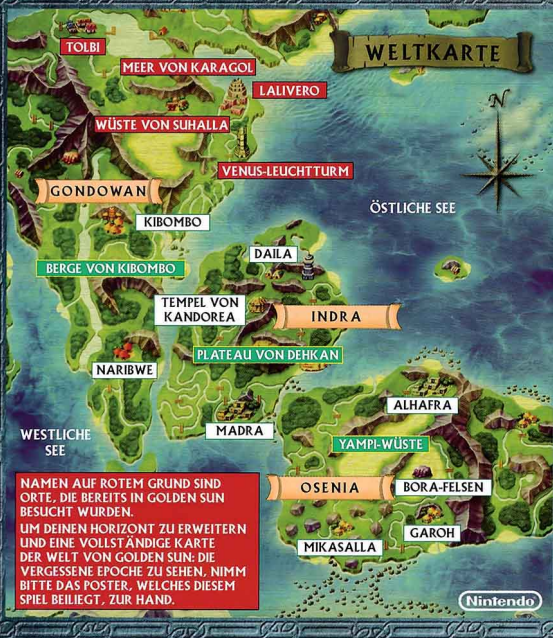 WELTKARTE
TOLBI
MEER VON KARAGOL
LALIVERO
N
WÜSTE VON SUHALLA
VENUS-LEUCHTTURM
GONDOWAN
KIBOMBO
ÖSTLICHE SEE
DAILA
BERGE VON KIBOMBO
TEMPEL VON
KANDOREA
INDRA
PLATEAU VON DEHKAN
NARIBWE
ALHAFRA
MADRA
WESTLICHE
SEE
YAMPI-WÜSTE
OSENIA
BORA-FELSEN
GAROH
MIKASALLA
NAMEN AUF ROTEM GRUND SIND
ORTE, DIE BEREITS IN GOLDEN SUN
BESUCHT WURDEN.
UM DEINEN HORIZONT ZU ERWEITERN
UND EINE VOLLSTÄNDIGE KARTE
DER WELT VON GOLDEN SUN: DIE
VERGESSENE EPOCHE ZU SEHEN, NIMM
BITTE DAS POSTER, WELCHES DIESEM
SPIEL BEILIEGT, ZUR HAND.
Nintendo